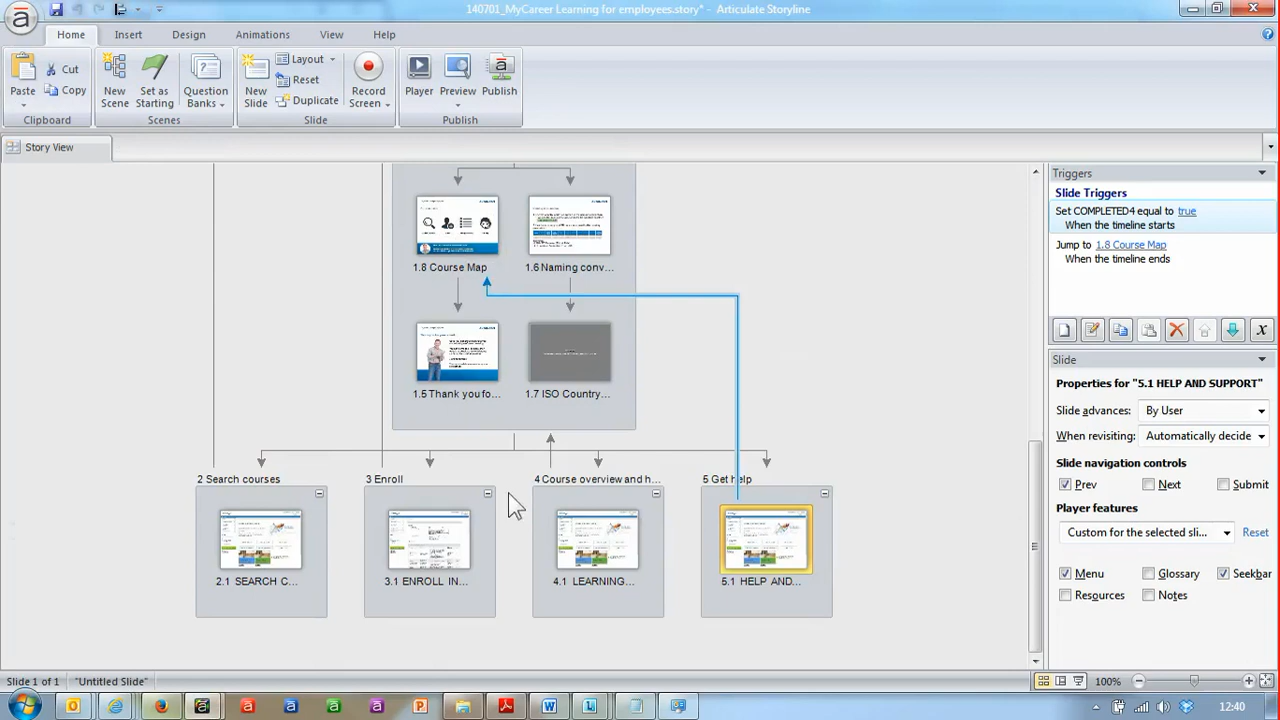 140701_MyCareer Learning for employees.story* - Articulate Storyline
Home
Insert
Design
Animations
View
Help
Paste
Cut
Copy
Clipboard
New Scene
Set as Starting
Question Banks
Scenes
New Slide
Layout
Reset
Duplicate
Slide
Record Screen
Player
Preview
Publish
Publish
Story View
1.8 Course Map
1.6 Naming conv...
1.5 Thank you fo...
1.7 ISO Country...
2 Search courses
3 Enroll
4 Course overview and h...
5 Get help
2.1 SEARCH C...
3.1 ENROLL IN...
4.1 LEARNING...
5.1 HELP AND...
Triggers
Slide Triggers
Set COMPLETED4 equal to true
When the timeline starts
Jump to 1.8 Course Map
When the timeline ends
x
Slide
Properties for "5.1 HELP AND SUPPORT"
Slide advances: By User
When revisiting: Automatically decide
Slide navigation controls
Prev Next Submit
Player features
Custom for the selected sli... Reset
Menu Glossary Seekbar
Resources Notes
Slide 1 of 1
"Untitled Slide"
100%
12:40